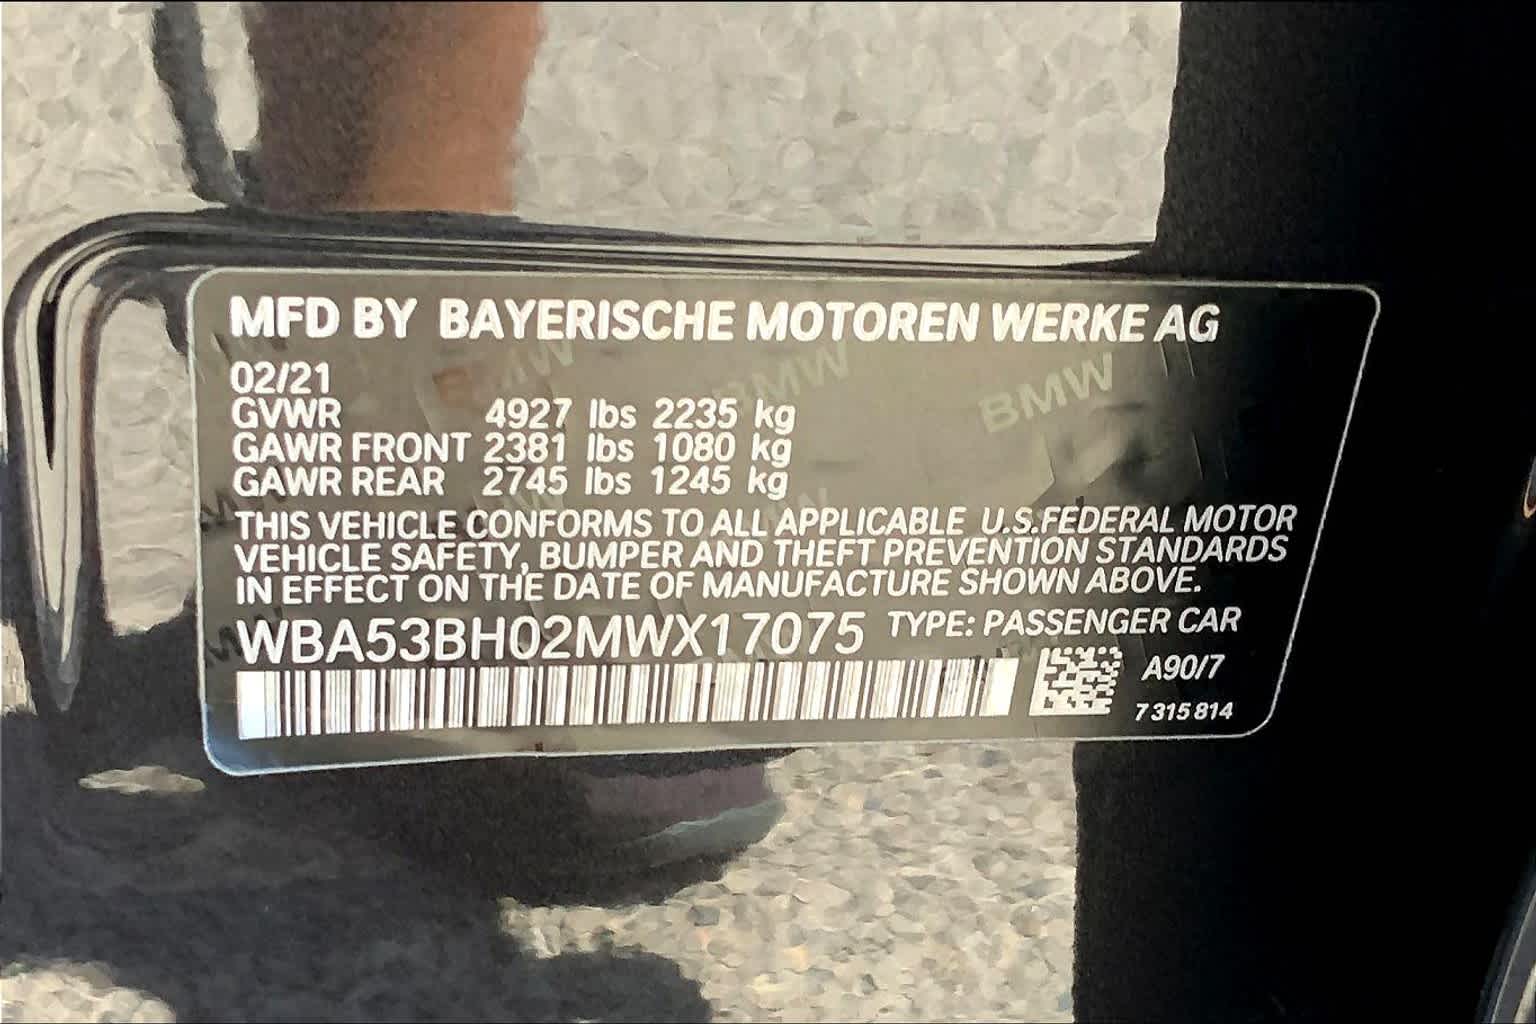 MFD BY BAYERISCHE MOTOREN WERKE AG
02/21
GVWR 4927 lbs 2235 kg
GAWR FRONT 2381 lbs 1080 kg
GAWR REAR 2745 lbs 1245 kg
THIS VEHICLE CONFORMS TO ALL APPLICABLE U.S.FEDERAL MOTOR
VEHICLE SAFETY, BUMPER AND THEFT PREVENTION STANDARDS
IN EFFECT ON THE DATE OF MANUFACTURE SHOWN ABOVE.
WBA53BH02MWX17075 TYPE: PASSENGER CAR
A90/7
7 315 814
BMW
BMW
BMW